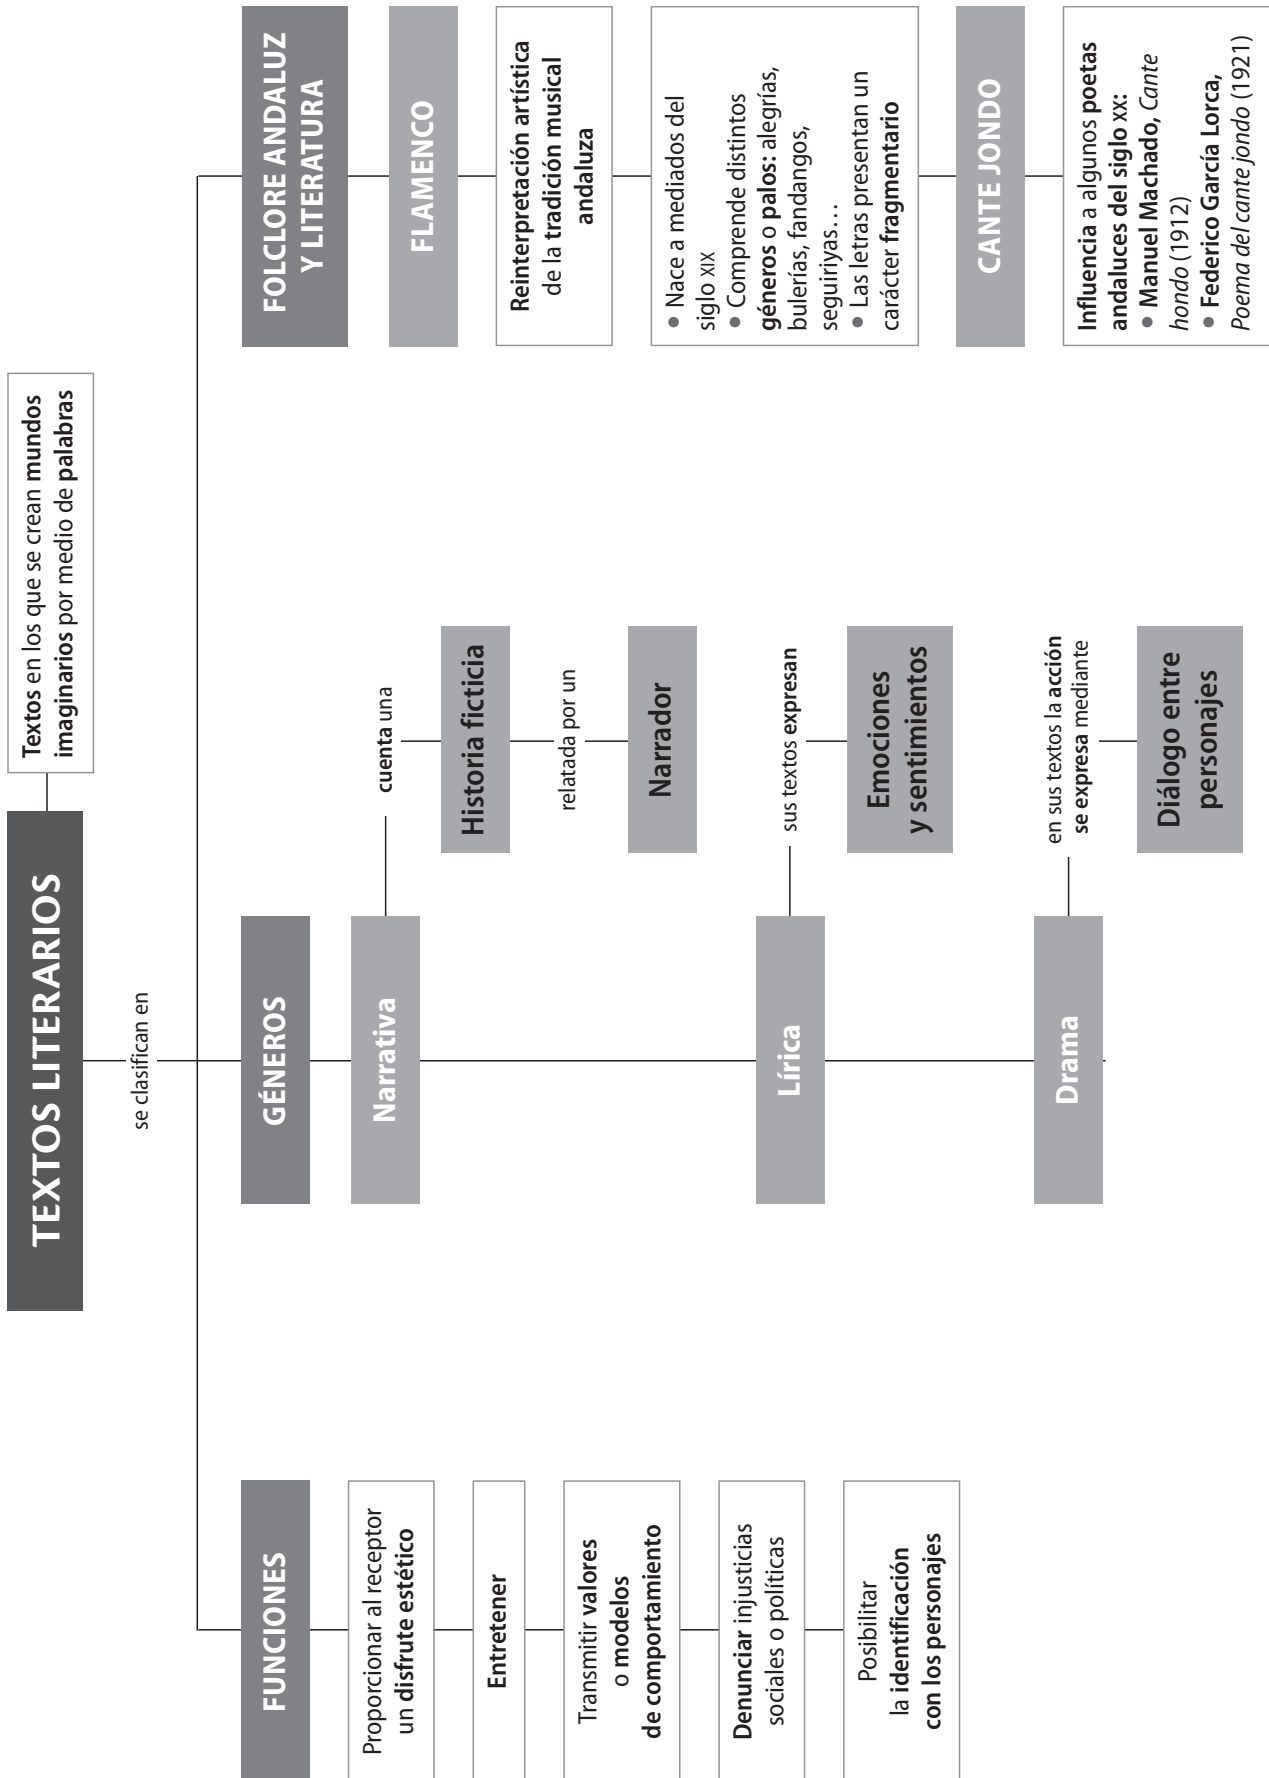 TEXTOS LITERARIOS
Textos en los que se crean mundos
imaginarios por medio de palabras
se clasifican en
FUNCIONES
Proporcionar al receptor
un disfrute estético
Entretener
Transmitir valores
o modelos
de comportamiento
Denunciar injusticias
sociales o políticas
Posibilitar
la identificación
con los personajes
GÉNEROS
Narrativa
cuenta una
Historia ficticia
relatada por un
Narrador
Lírica
sus textos expresan
Emociones
y sentimientos
Drama
en sus textos la acción
se expresa mediante
Diálogo entre
personajes
FOLCLORE ANDALUZ
Y LITERATURA
FLAMENCO
Reinterpretación artística
de la tradición musical
andaluza
• Nace a mediados del
siglo XIX
• Comprende distintos
géneros o palos: alegrías,
bulerías, fandangos,
seguiriyas…
• Las letras presentan un
carácter fragmentario
CANTE JONDO
Influencia a algunos poetas
andaluces del siglo XX:
• Manuel Machado, Cante
hondo (1912)
• Federico García Lorca,
Poema del cante jondo (1921)